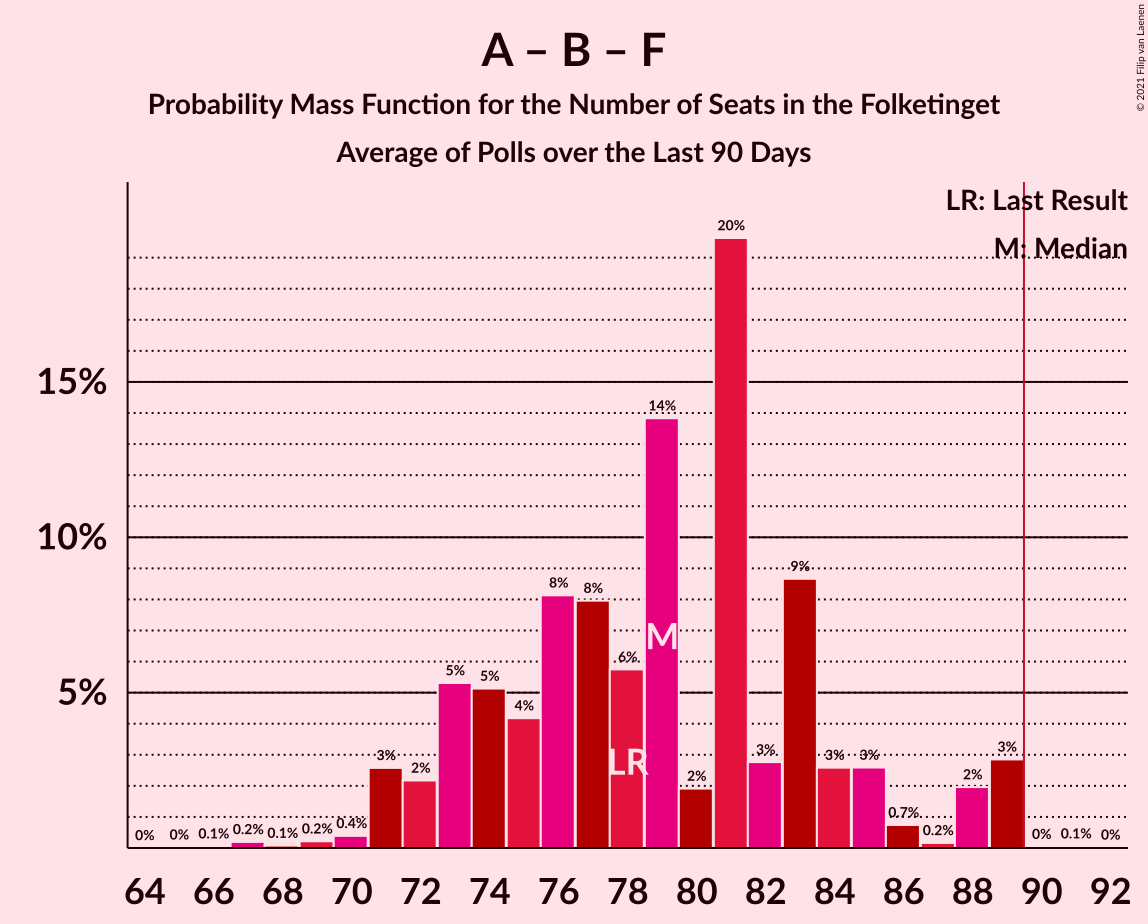 A – B – F
Probability Mass Function for the Number of Seats in the Folketinget
Average of Polls over the Last 90 Days
© 2021 Filip van Laenen
LR: Last Result
M: Median
15%
10%
5%
0% 0% 0.1% 0.2% 0.1% 0.2% 0.4% 3% 2% 5% 5% 4% 8% 8% 6% 14% 2% 20% 3% 9% 3% 3% 0.7% 0.2% 2% 3% 0% 0.1% 0%
M
LR
64 66 68 70 72 74 76 78 80 82 84 86 88 90 92